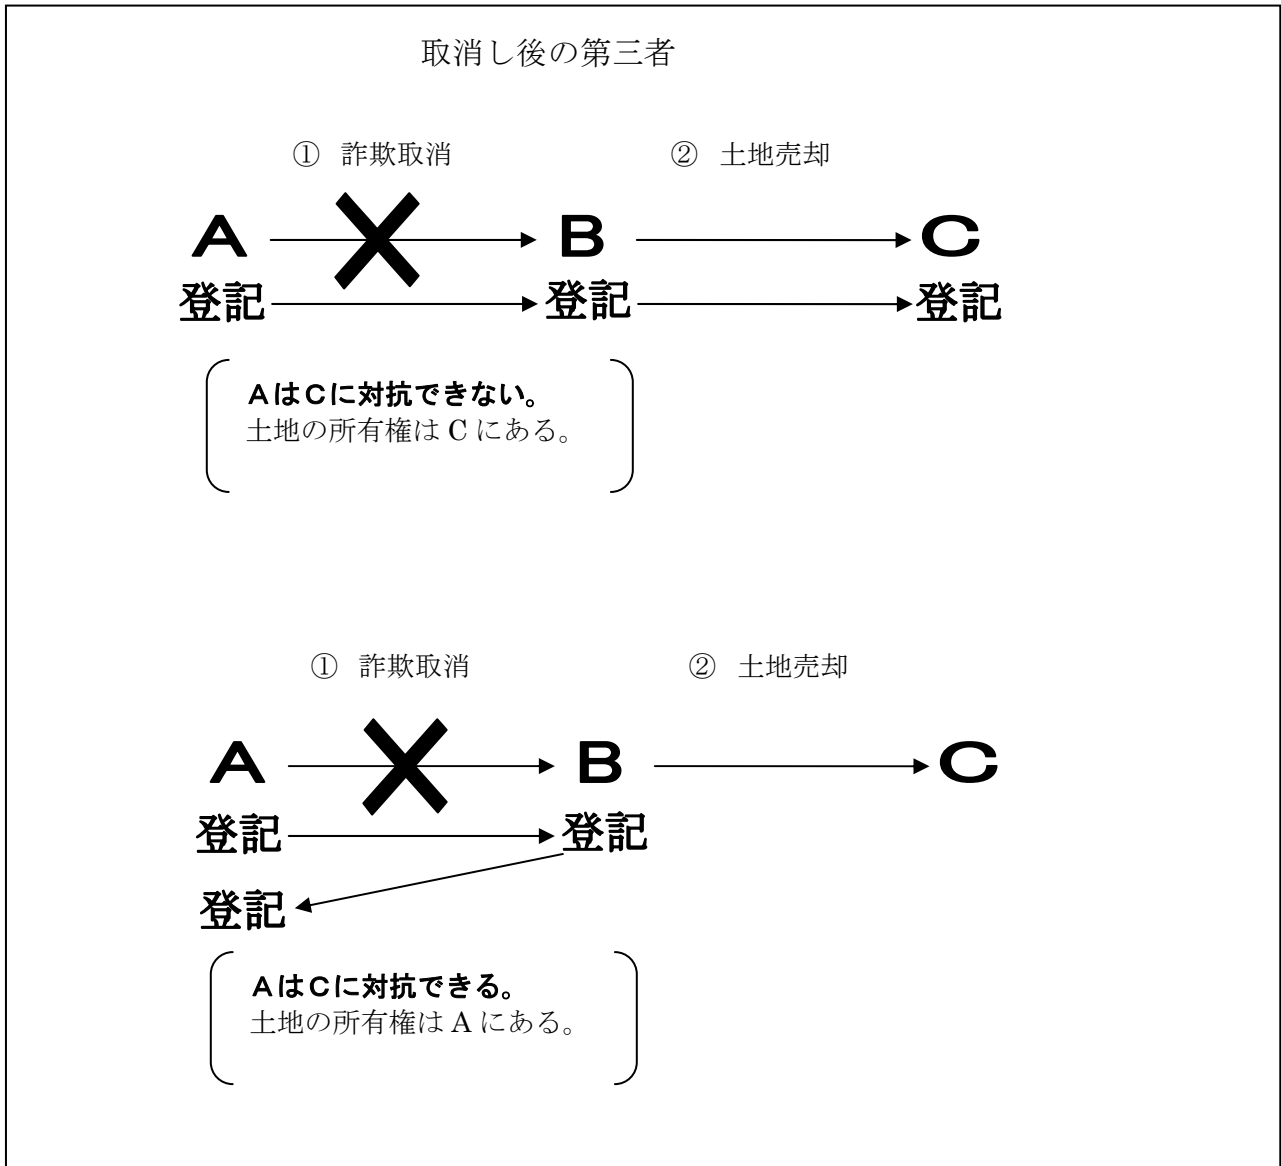 取消し後の第三者
① 詐欺取消 ② 土地売却
A B C
登記 登記 登記
AはCに対抗できない。
土地の所有権は C にある。
① 詐欺取消 ② 土地売却
A B C
登記 登記
登記
AはCに対抗できる。
土地の所有権は A にある。